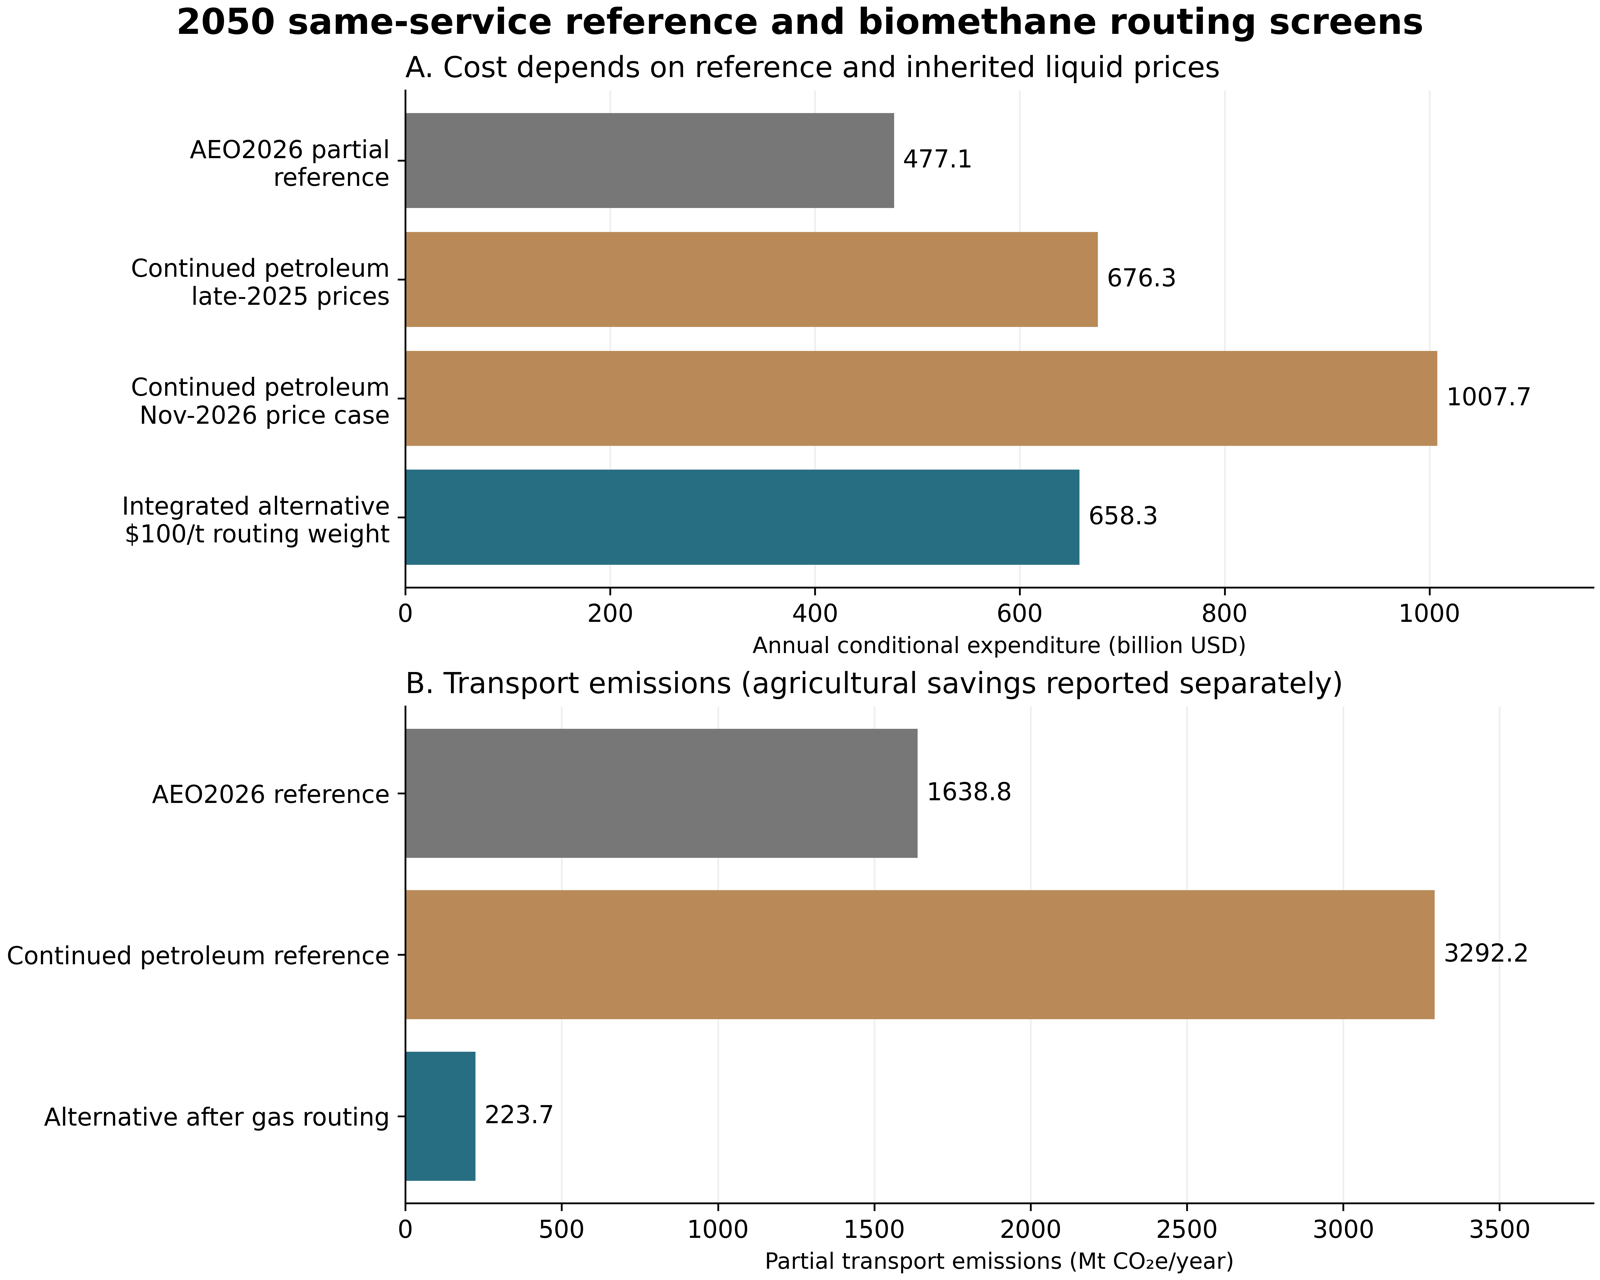 2050 same-service reference and biomethane routing screens
A. Cost depends on reference and inherited liquid prices
AEO2026 partial
reference
477.1
Continued petroleum
late-2025 prices
676.3
Continued petroleum
Nov-2026 price case
1007.7
Integrated alternative
$100/t routing weight
658.3
0 200 400 600 800 1000
Annual conditional expenditure (billion USD)
B. Transport emissions (agricultural savings reported separately)
AEO2026 reference
1638.8
Continued petroleum reference
3292.2
Alternative after gas routing
223.7
0 500 1000 1500 2000 2500 3000 3500
Partial transport emissions (Mt CO₂e/year)